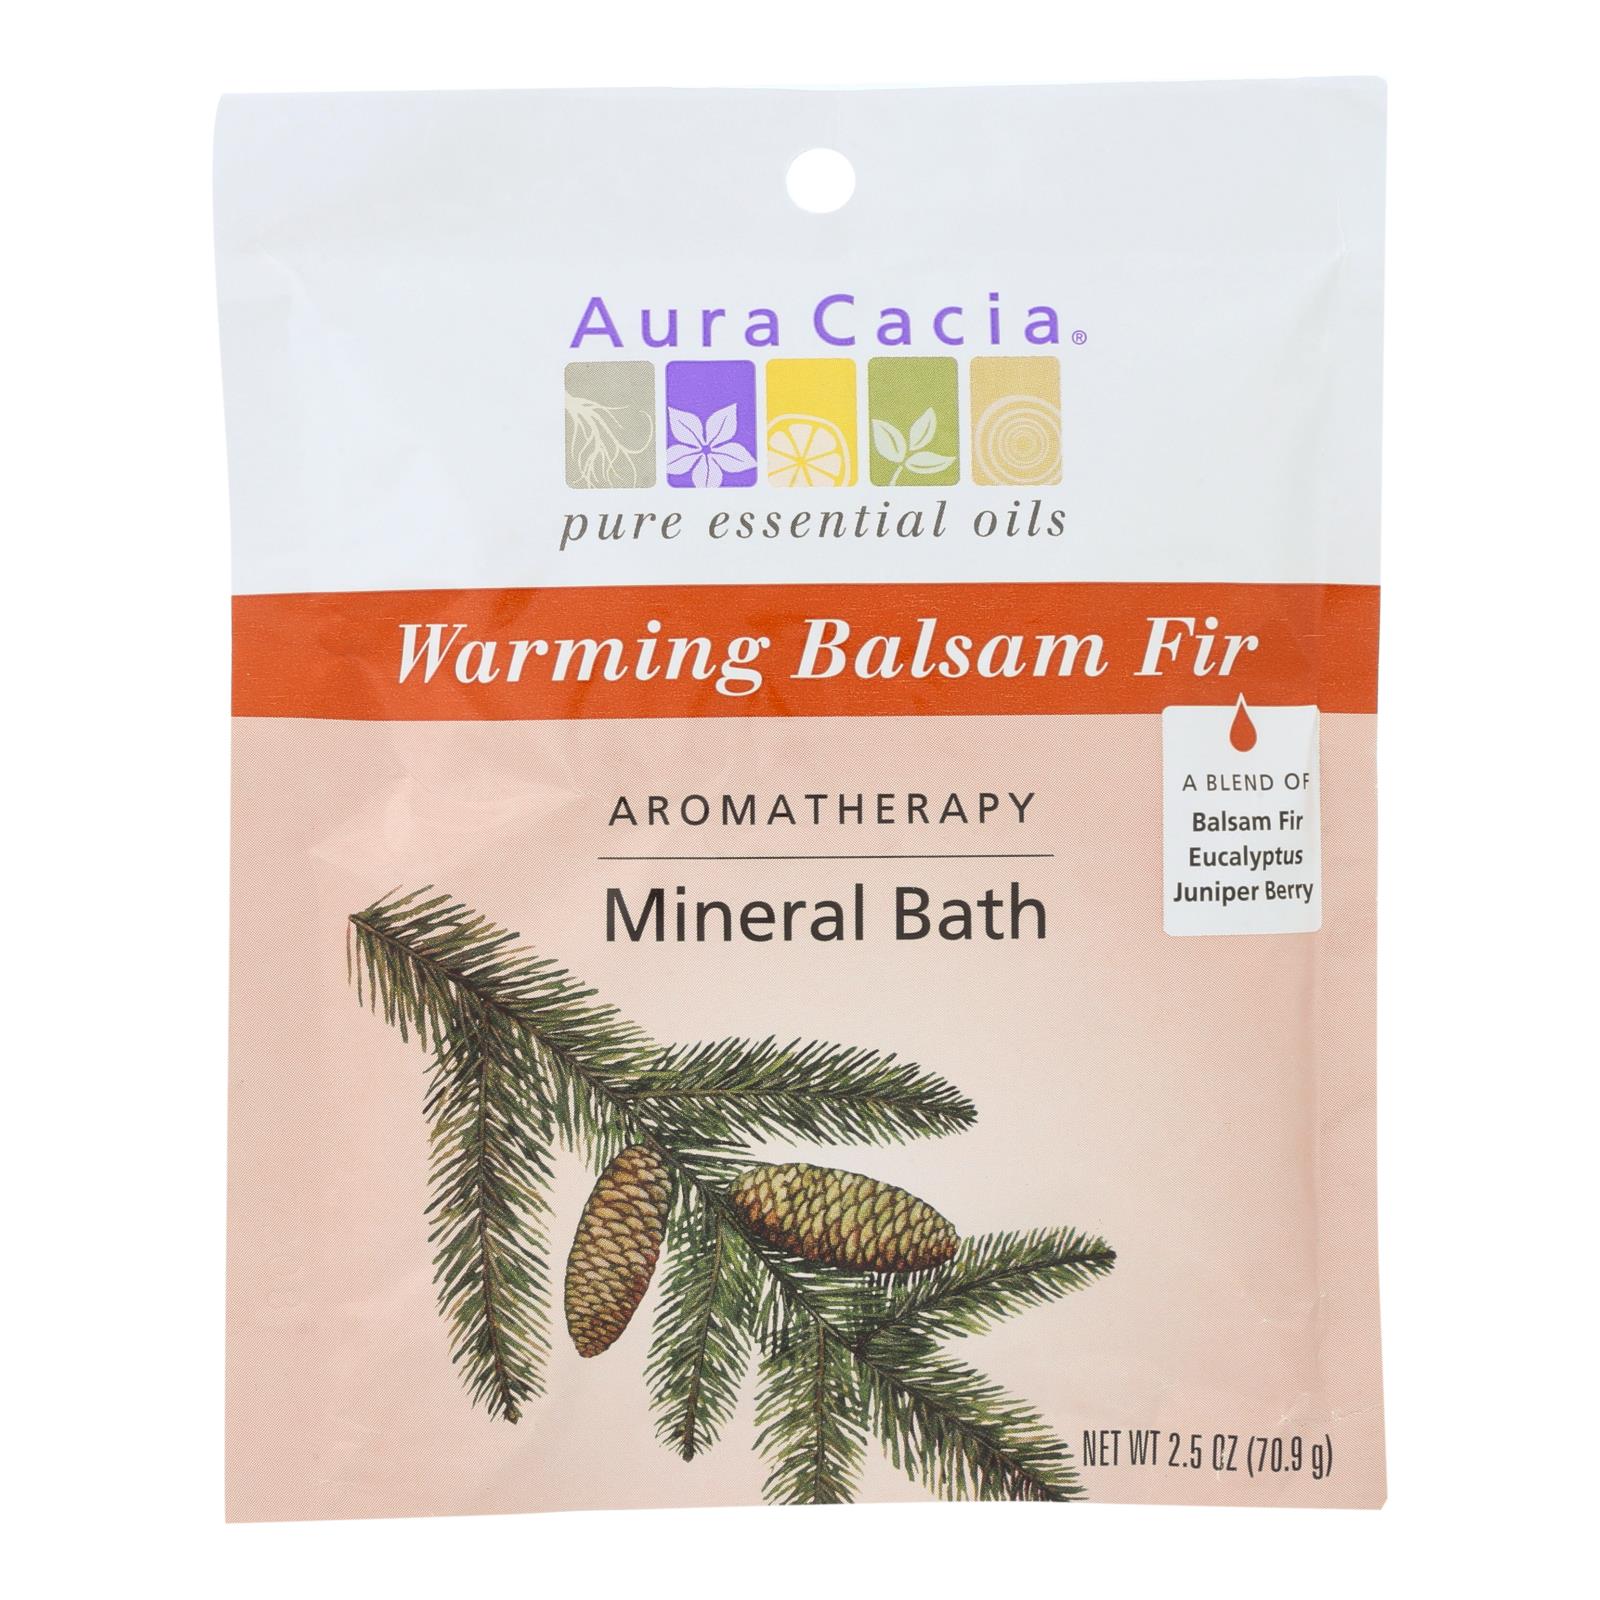 Aura Cacia®
pure essential oils
Warming Balsam Fir
AROMATHERAPY
Mineral Bath
A BLEND OF
Balsam Fir
Eucalyptus
Juniper Berry
NET WT 2.5 OZ (70.9 g)